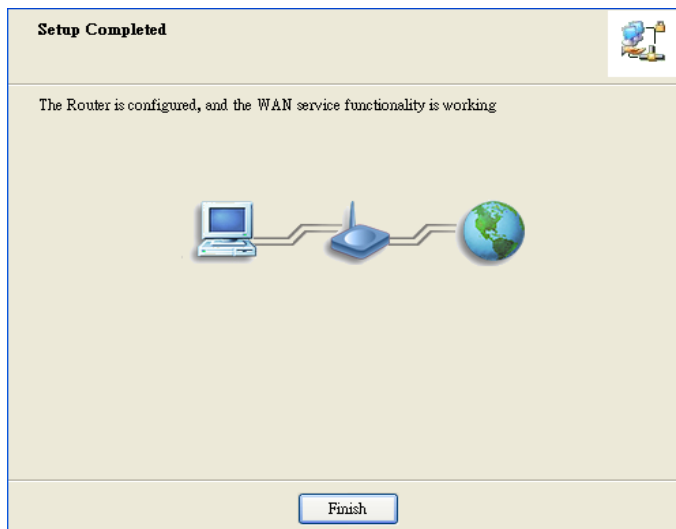 Setup Completed
The Router is configured, and the WAN service functionality is working
Finish